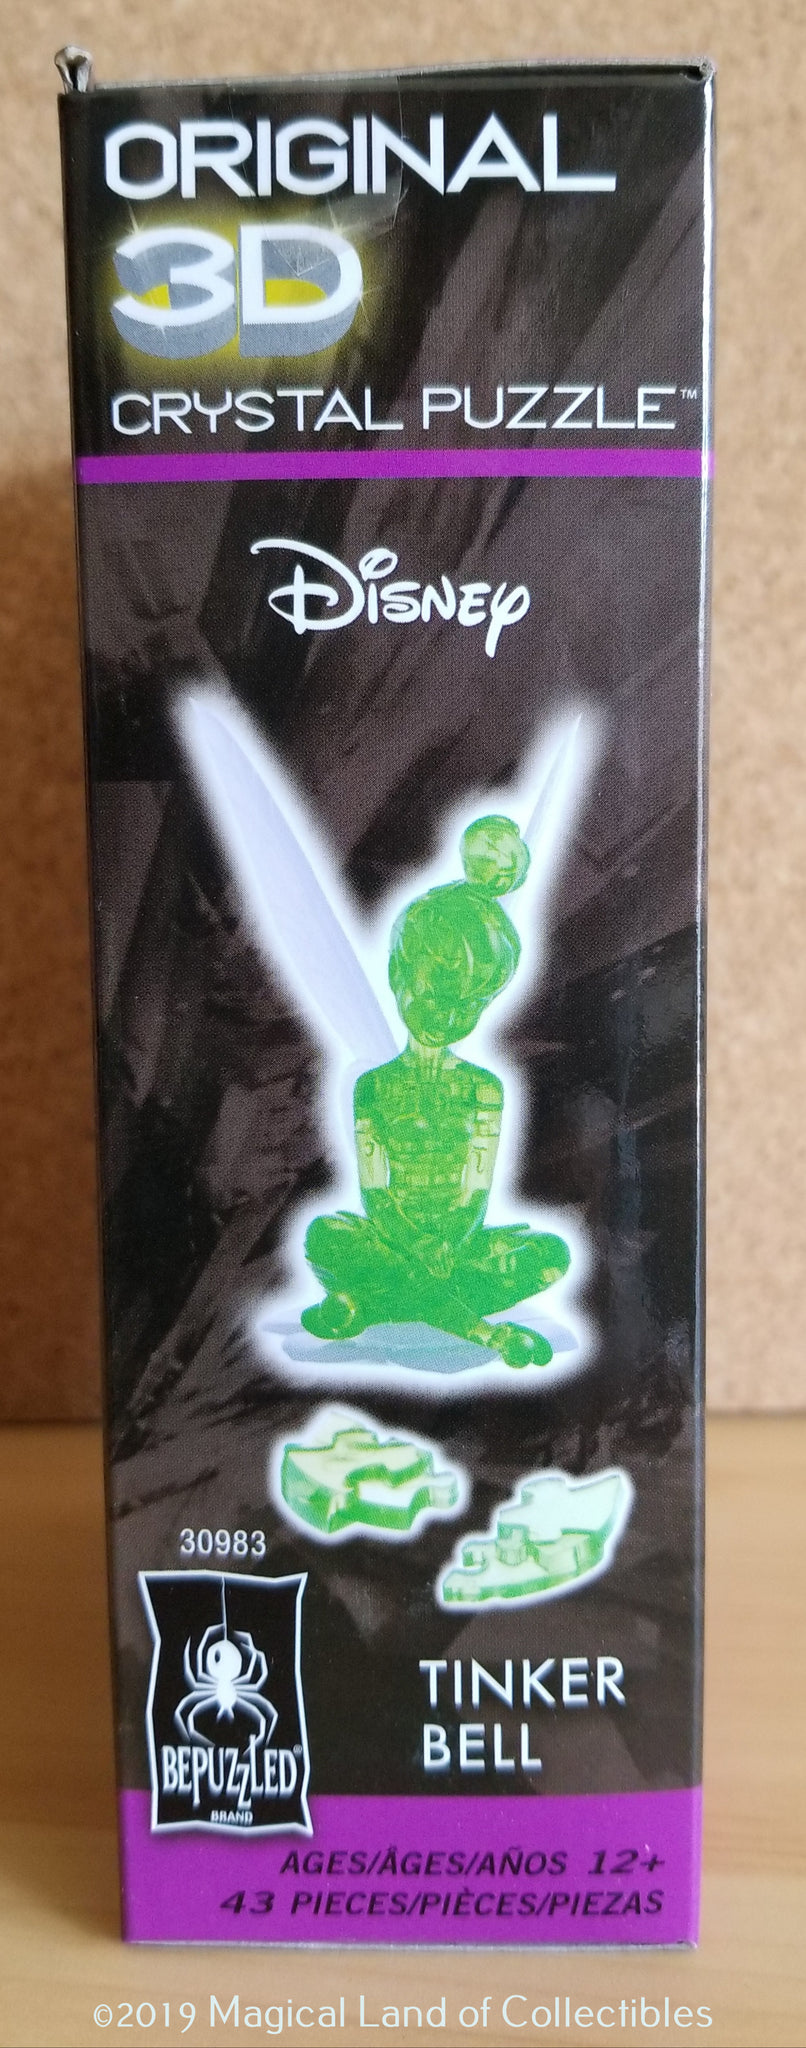 ORIGINAL
3D
CRYSTAL PUZZLE™
Disney
30983
BEPUZZLED®
BRAND
TINKER
BELL
AGES/ÂGES/AÑOS 12+
43 PIECES/PIÈCES/PIEZAS
©2019 Magical Land of Collectibles